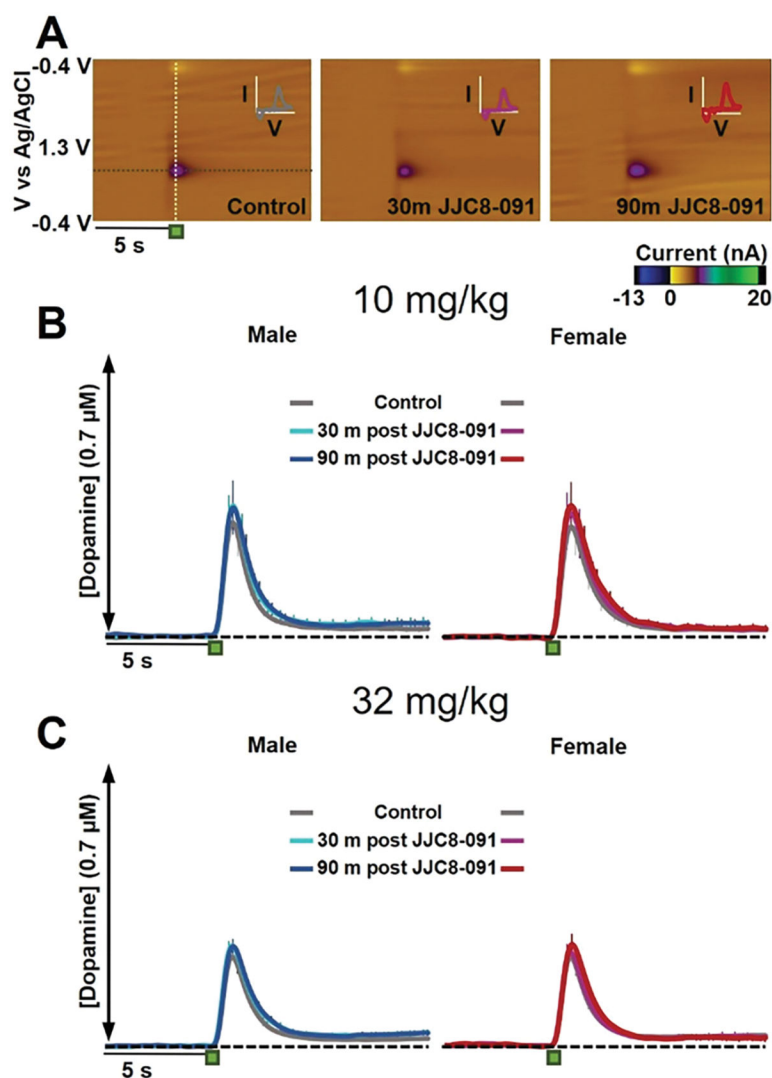 A
V vs Ag/AgCl
-0.4 V
1.3 V
-0.4 V
I
V
Control
I
V
30m JJC8-091
I
V
90m JJC8-091
5 s
Current (nA)
-13 0 20
10 mg/kg
B
Male Female
[Dopamine] (0.7 µM)
Control
30 m post JJC8-091
90 m post JJC8-091
5 s
32 mg/kg
C
Male Female
[Dopamine] (0.7 µM)
Control
30 m post JJC8-091
90 m post JJC8-091
5 s